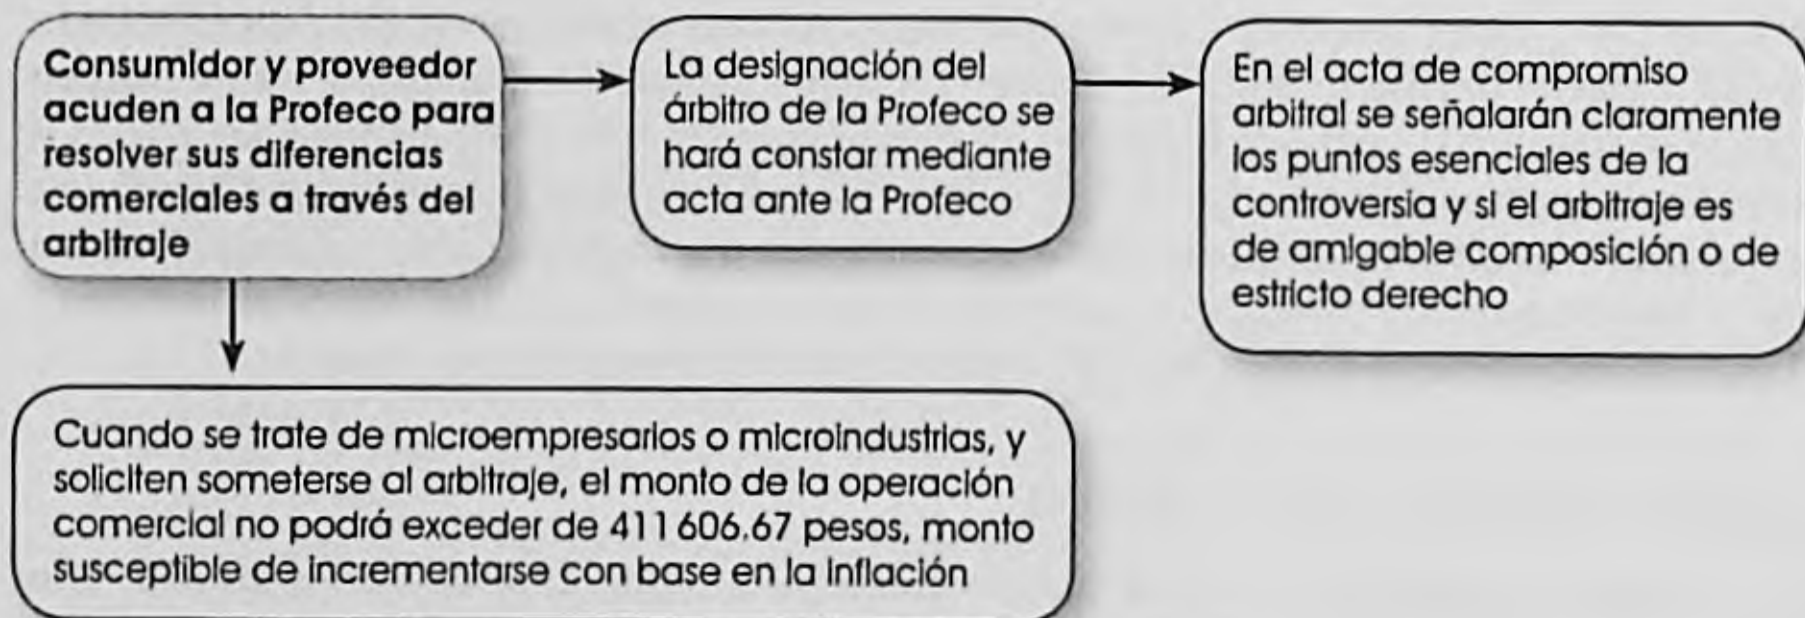 Consumidor y proveedor
acuden a la Profeco para
resolver sus diferencias
comerciales a través del
arbitraje
La designación del
árbitro de la Profeco se
hará constar mediante
acta ante la Profeco
En el acta de compromiso
arbitral se señalarán claramente
los puntos esenciales de la
controversia y si el arbitraje es
de amigable composición o de
estricto derecho
Cuando se trate de microempresarios o microindustrias, y
soliciten someterse al arbitraje, el monto de la operación
comercial no podrá exceder de 411 606.67 pesos, monto
susceptible de incrementarse con base en la inflación